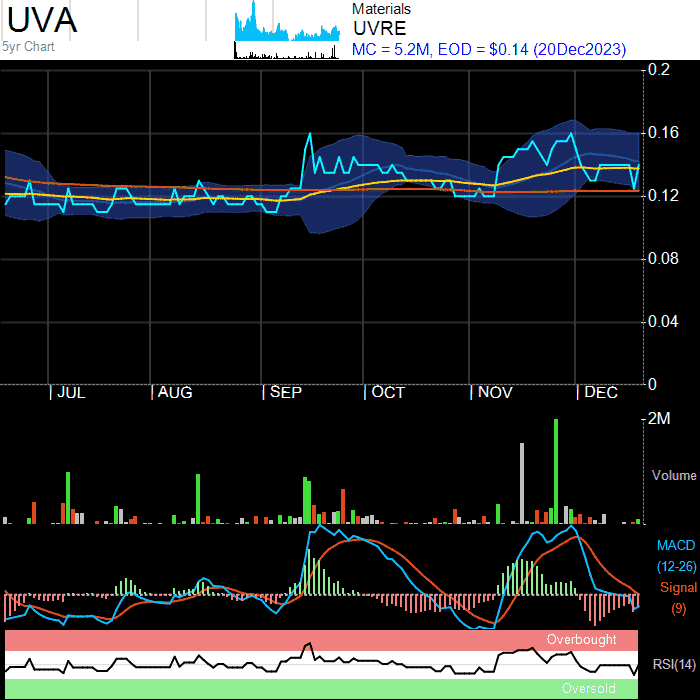 UVA
5yr Chart
Materials
UVRE
MC = 5.2M, EOD = $0.14 (20Dec2023)
0.2
0.16
0.12
0.08
0.04
0
JUL
AUG
SEP
OCT
NOV
DEC
2M
Volume
MACD
(12-26)
Signal
(9)
Overbought
RSI(14)
Oversold